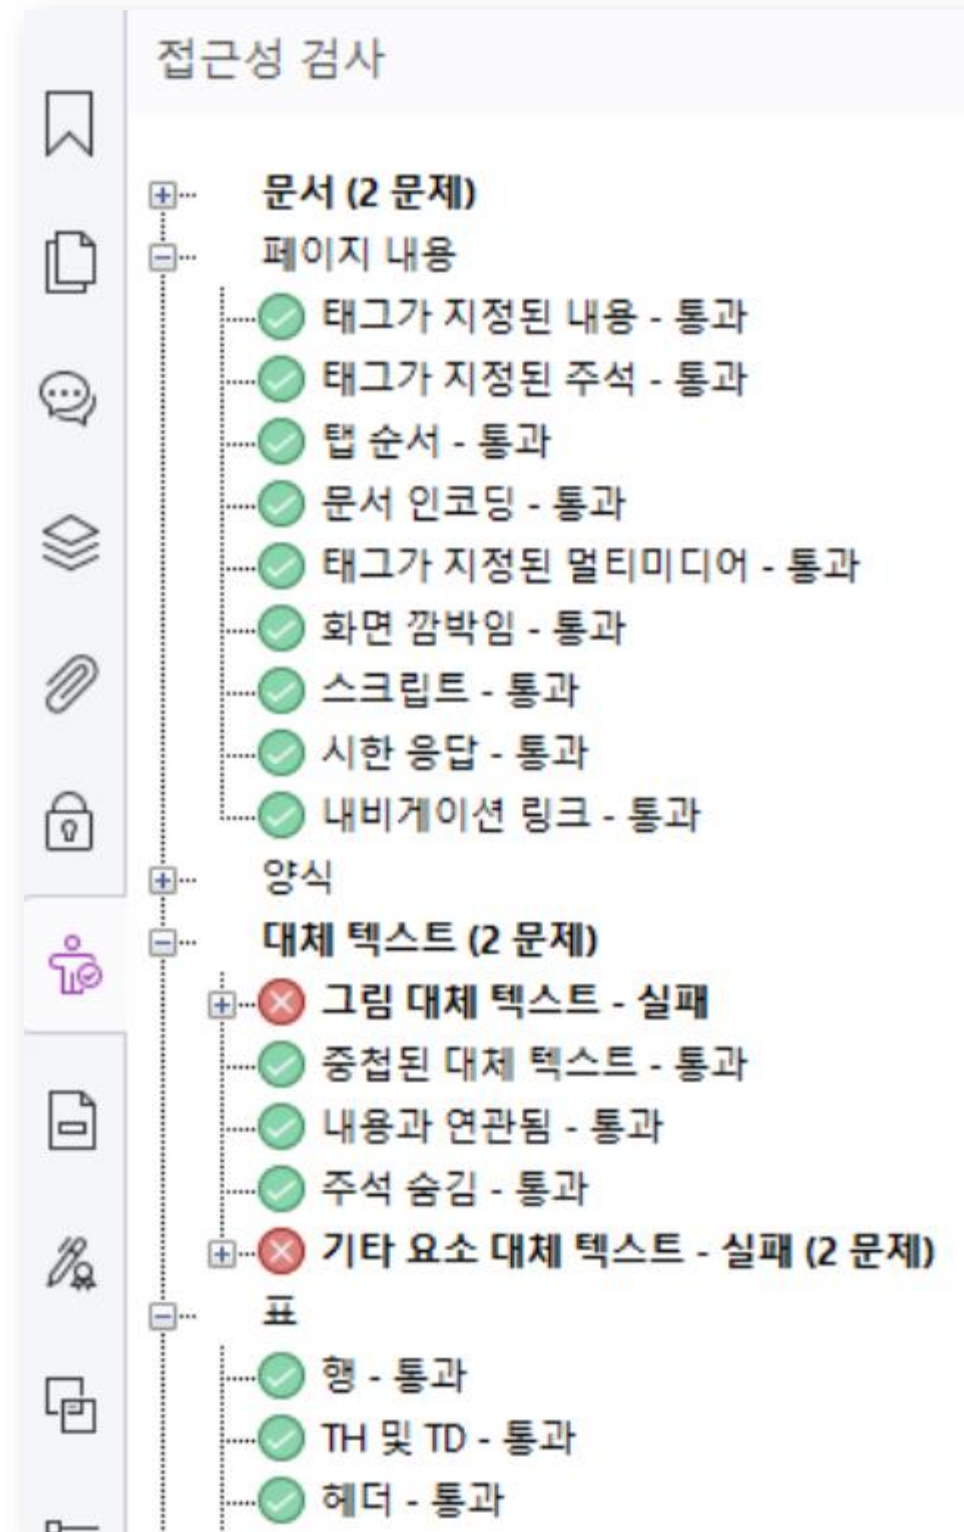 접근성 검사
문서 (2 문제)
페이지 내용
태그가 지정된 내용 - 통과
태그가 지정된 주석 - 통과
탭 순서 - 통과
문서 인코딩 - 통과
태그가 지정된 멀티미디어 - 통과
화면 깜박임 - 통과
스크립트 - 통과
시한 응답 - 통과
내비게이션 링크 - 통과
양식
대체 텍스트 (2 문제)
그림 대체 텍스트 - 실패
중첩된 대체 텍스트 - 통과
내용과 연관됨 - 통과
주석 숨김 - 통과
기타 요소 대체 텍스트 - 실패 (2 문제)
표
행 - 통과
TH 및 TD - 통과
헤더 - 통과